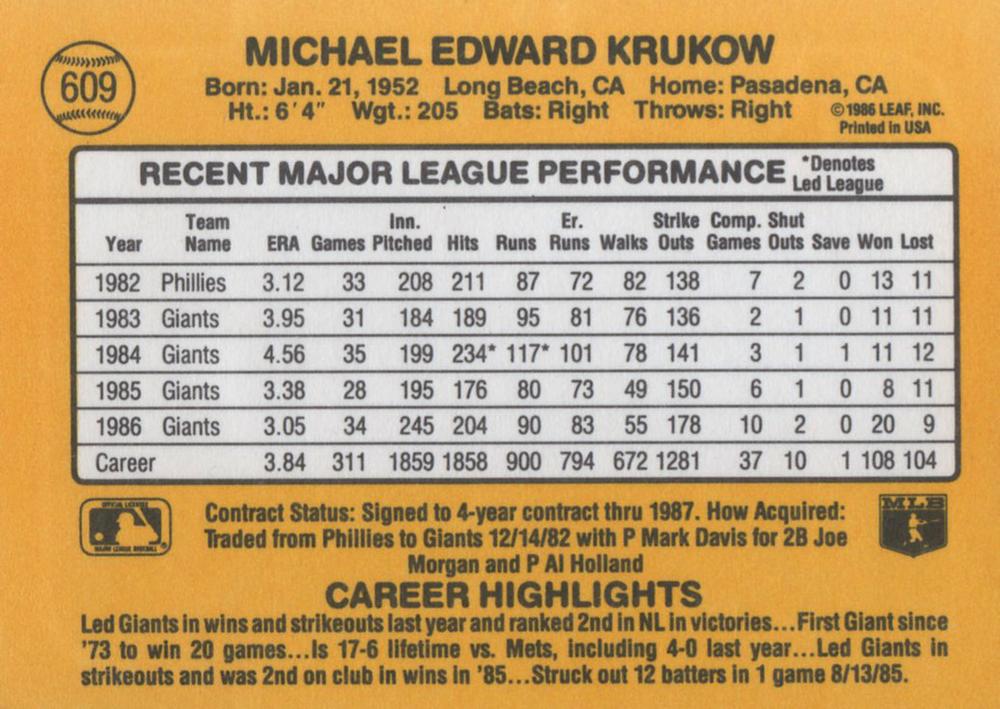 609
MICHAEL EDWARD KRUKOW
Born: Jan. 21, 1952 Long Beach, CA Home: Pasadena, CA
Ht.: 6'4" Wgt.: 205 Bats: Right Throws: Right
©1986 LEAF, INC.
Printed in USA
RECENT MAJOR LEAGUE PERFORMANCE *Denotes Led League
Year Team Name ERA Games Inn. Pitched Hits Runs Er. Runs Walks Strike Outs Comp. Games Shut Outs Save Won Lost
1982 Phillies 3.12 33 208 211 87 72 82 138 7 2 0 13 11
1983 Giants 3.95 31 184 189 95 81 76 136 2 1 0 11 11
1984 Giants 4.56 35 199 234* 117* 101 78 141 3 1 1 11 12
1985 Giants 3.38 28 195 176 80 73 49 150 6 1 0 8 11
1986 Giants 3.05 34 245 204 90 83 55 178 10 2 0 20 9
Career 3.84 311 1859 1858 900 794 672 1281 37 10 1 108 104
OFFICIAL LICENSEE
MAJOR LEAGUE BASEBALL
Contract Status: Signed to 4-year contract thru 1987. How Acquired:
Traded from Phillies to Giants 12/14/82 with P Mark Davis for 2B Joe
Morgan and P Al Holland
MLB
CAREER HIGHLIGHTS
Led Giants in wins and strikeouts last year and ranked 2nd in NL in victories...First Giant since
'73 to win 20 games...Is 17-6 lifetime vs. Mets, including 4-0 last year...Led Giants in
strikeouts and was 2nd on club in wins in '85...Struck out 12 batters in 1 game 8/13/85.